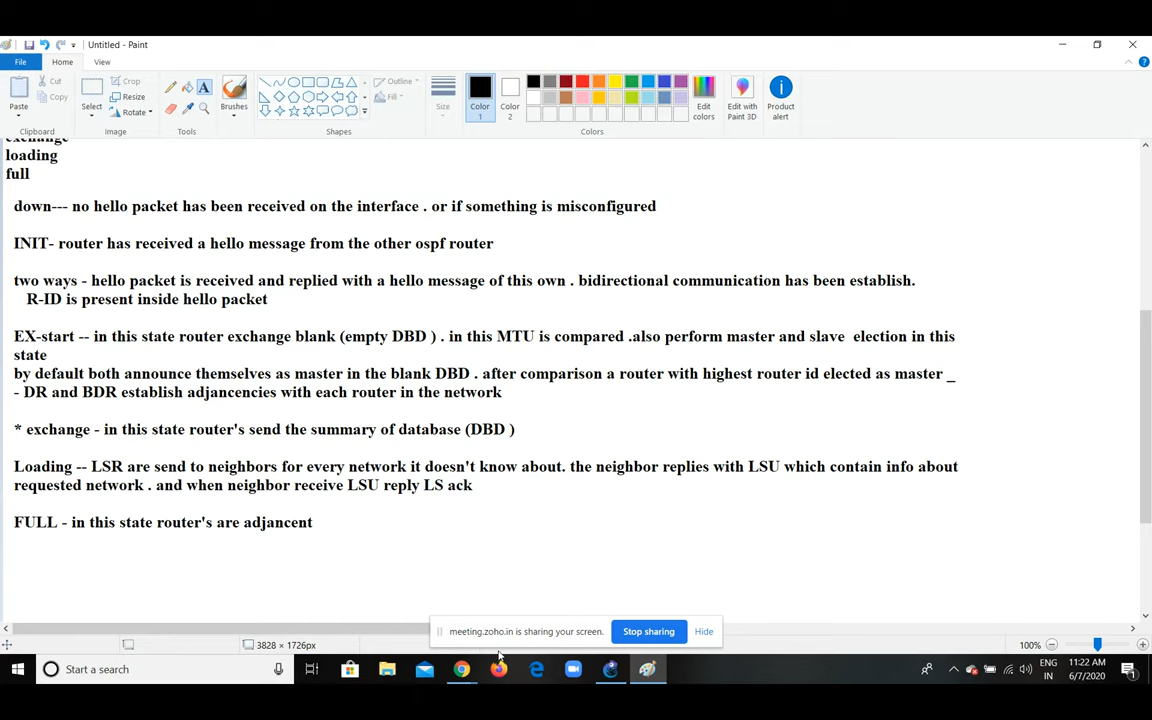 Untitled - Paint
File
Home
View
Paste
Cut
Copy
Clipboard
Select
Crop
Resize
Rotate
Image
Tools
Brushes
Shapes
Outline
Fill
Size
Color 1
Color 2
Colors
Edit colors
Edit with Paint 3D
Product alert
exchange
loading
full
down--- no hello packet has been received on the interface . or if something is misconfigured
INIT- router has received a hello message from the other ospf router
two ways - hello packet is received and replied with a hello message of this own . bidirectional communication has been establish.
R-ID is present inside hello packet
EX-start -- in this state router exchange blank (empty DBD ) . in this MTU is compared .also perform master and slave election in this
state
by default both announce themselves as master in the blank DBD . after comparison a router with highest router id elected as master _
- DR and BDR establish adjancencies with each router in the network
* exchange - in this state router's send the summary of database (DBD )
Loading -- LSR are send to neighbors for every network it doesn't know about. the neighbor replies with LSU which contain info about
requested network . and when neighbor receive LSU reply LS ack
FULL - in this state router's are adjancent
meeting.zoho.in is sharing your screen.
Stop sharing
Hide
3828 × 1726px
100%
Start a search
ENG
IN
11:22 AM
6/7/2020
1